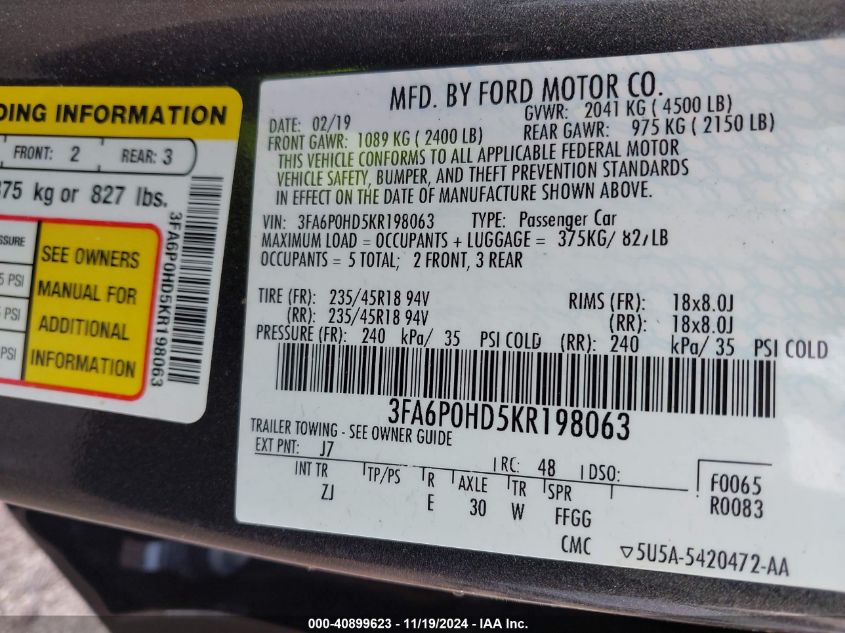 DING INFORMATION
FRONT: 2 REAR: 3
375 kg or 827 lbs.
SSURE
5 PSI
5 PSI
PSI
SEE OWNERS
MANUAL FOR
ADDITIONAL
INFORMATION
3FA6P0HD5KR198063
MFD. BY FORD MOTOR CO.
DATE: 02/19 GVWR: 2041 KG ( 4500 LB)
FRONT GAWR: 1089 KG ( 2400 LB) REAR GAWR: 975 KG ( 2150 LB)
THIS VEHICLE CONFORMS TO ALL APPLICABLE FEDERAL MOTOR
VEHICLE SAFETY, BUMPER, AND THEFT PREVENTION STANDARDS
IN EFFECT ON THE DATE OF MANUFACTURE SHOWN ABOVE.
VIN: 3FA6P0HD5KR198063 TYPE: Passenger Car
MAXIMUM LOAD = OCCUPANTS + LUGGAGE = 375KG/ 827LB
OCCUPANTS = 5 TOTAL; 2 FRONT, 3 REAR
TIRE (FR): 235/45R18 94V RIMS (FR): 18x8.0J
(RR): 235/45R18 94V (RR): 18x8.0J
PRESSURE (FR): 240 kPa/ 35 PSI COLD (RR): 240 kPa/ 35 PSI COLD
3FA6P0HD5KR198063
TRAILER TOWING - SEE OWNER GUIDE
EXT PNT: J7 RC: 48 DSO:
INT TR TP/PS R AXLE TR SPR F0065
ZJ E 30 W FFGG R0083
CMC ▽5U5A-5420472-AA
000-40899623 - 11/19/2024 - IAA Inc.